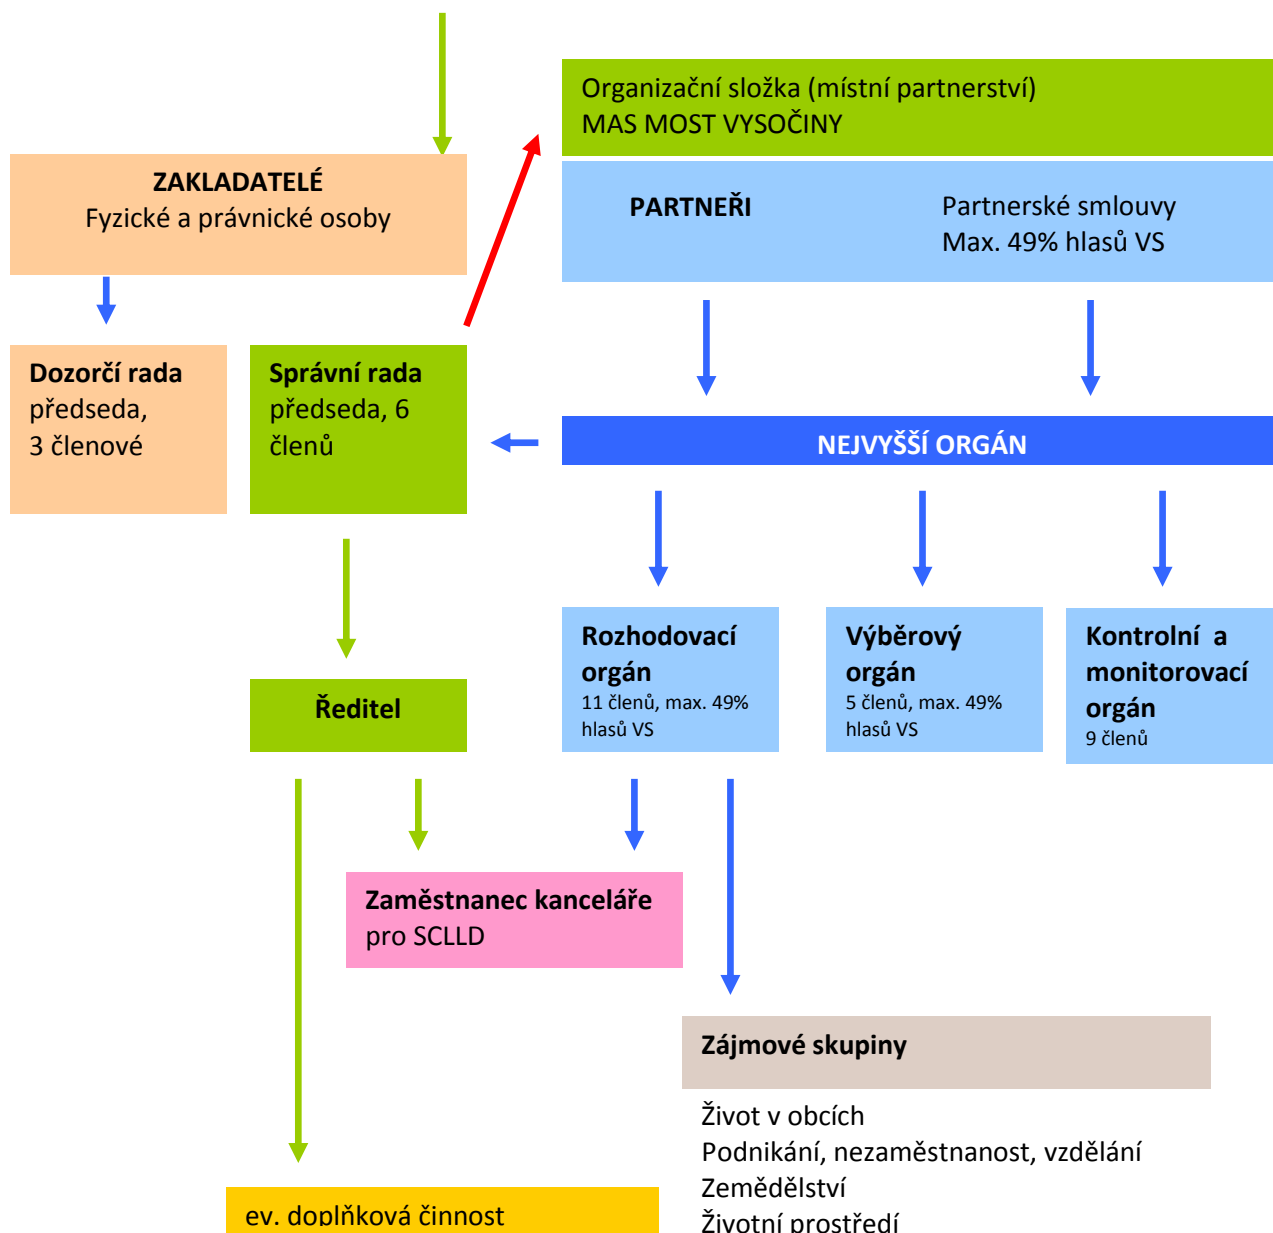 Organizační složka (místní partnerství)
MAS MOST VYSOČINY
ZAKLADATELÉ
Fyzické a právnické osoby
PARTNEŘI
Partnerské smlouvy
Max. 49% hlasů VS
Dozorčí rada
předseda,
3 členové
Správní rada
předseda, 6
členů
NEJVYŠŠÍ ORGÁN
Rozhodovací
orgán
11 členů, max. 49%
hlasů VS
Výběrový
orgán
5 členů, max. 49%
hlasů VS
Kontrolní a
monitorovací
orgán
9 členů
Ředitel
Zaměstnanec kanceláře
pro SCLLD
Zájmové skupiny
Život v obcích
Podnikání, nezaměstnanost, vzdělání
Zemědělství
Životní prostředí
ev. doplňková činnost